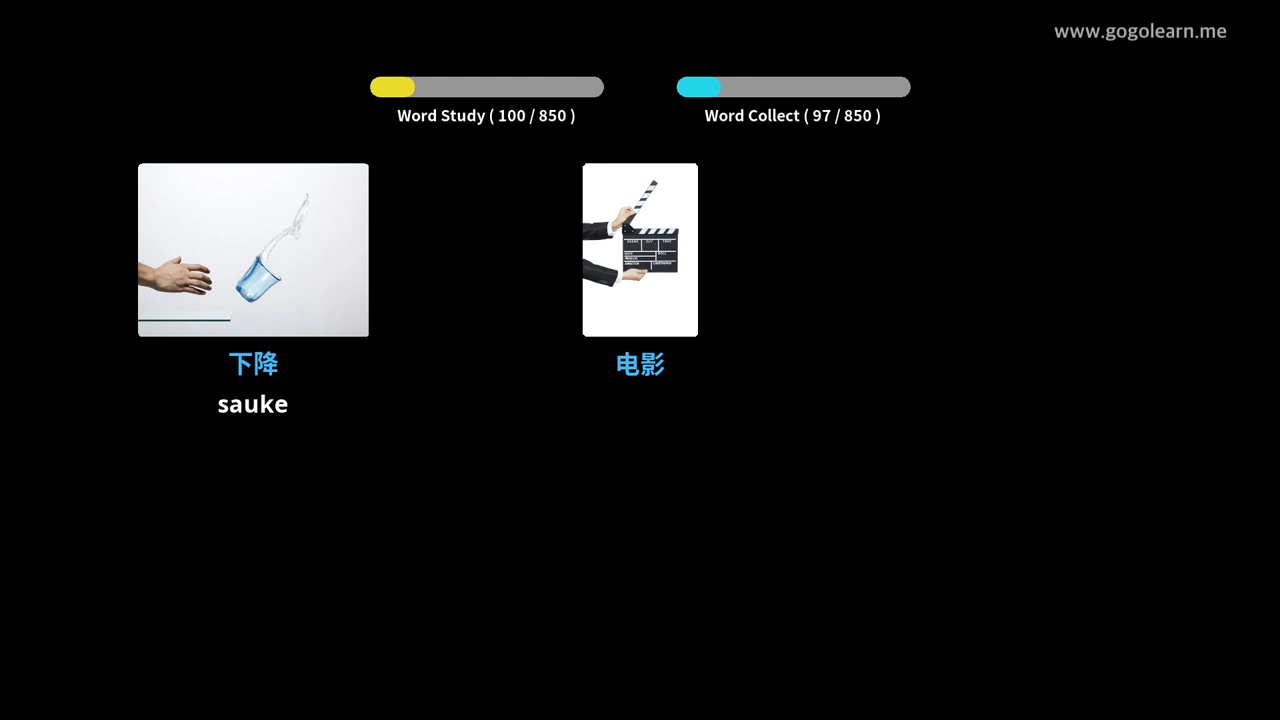 www.gogolearn.me
Word Study ( 100 / 850 )
Word Collect ( 97 / 850 )
下降
电影
sauke